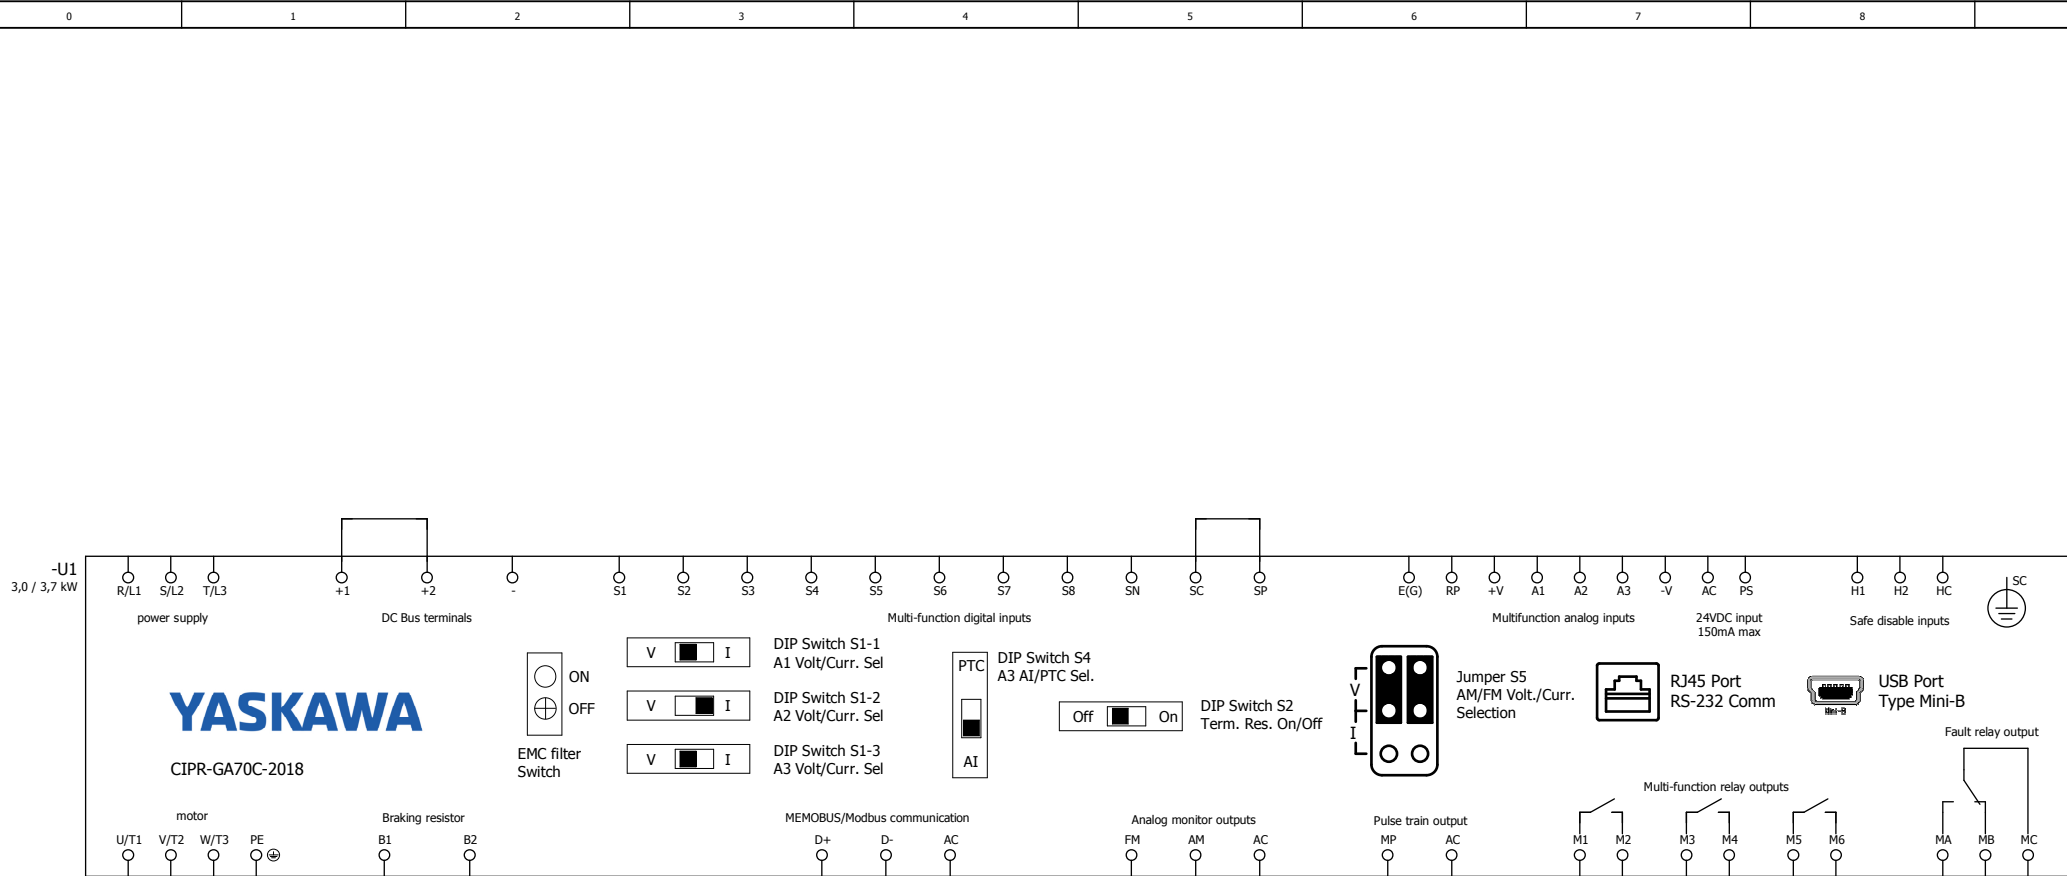 0 1 2 3 4 5 6 7 8
-U1
3,0 / 3,7 kW
R/L1 S/L2 T/L3 +1 +2 - S1 S2 S3 S4 S5 S6 S7 S8 SN SC SP E(G) RP +V A1 A2 A3 -V AC PS H1 H2 HC SC
power supply DC Bus terminals Multi-function digital inputs Multifunction analog inputs 24VDC input Safe disable inputs
150mA max
V I DIP Switch S1-1
A1 Volt/Curr. Sel
PTC DIP Switch S4
A3 AI/PTC Sel.
AI
ON
OFF
EMC filter
Switch
V I DIP Switch S1-2
A2 Volt/Curr. Sel
V I DIP Switch S1-3
A3 Volt/Curr. Sel
Off On DIP Switch S2
Term. Res. On/Off
V
I
Jumper S5
AM/FM Volt./Curr.
Selection
RJ45 Port
RS-232 Comm
Mini-B
USB Port
Type Mini-B
YASKAWA
CIPR-GA70C-2018
Fault relay output
Multi-function relay outputs
motor Braking resistor MEMOBUS/Modbus communication Analog monitor outputs Pulse train output
U/T1 V/T2 W/T3 PE B1 B2 D+ D- AC FM AM AC MP AC M1 M2 M3 M4 M5 M6 MA MB MC